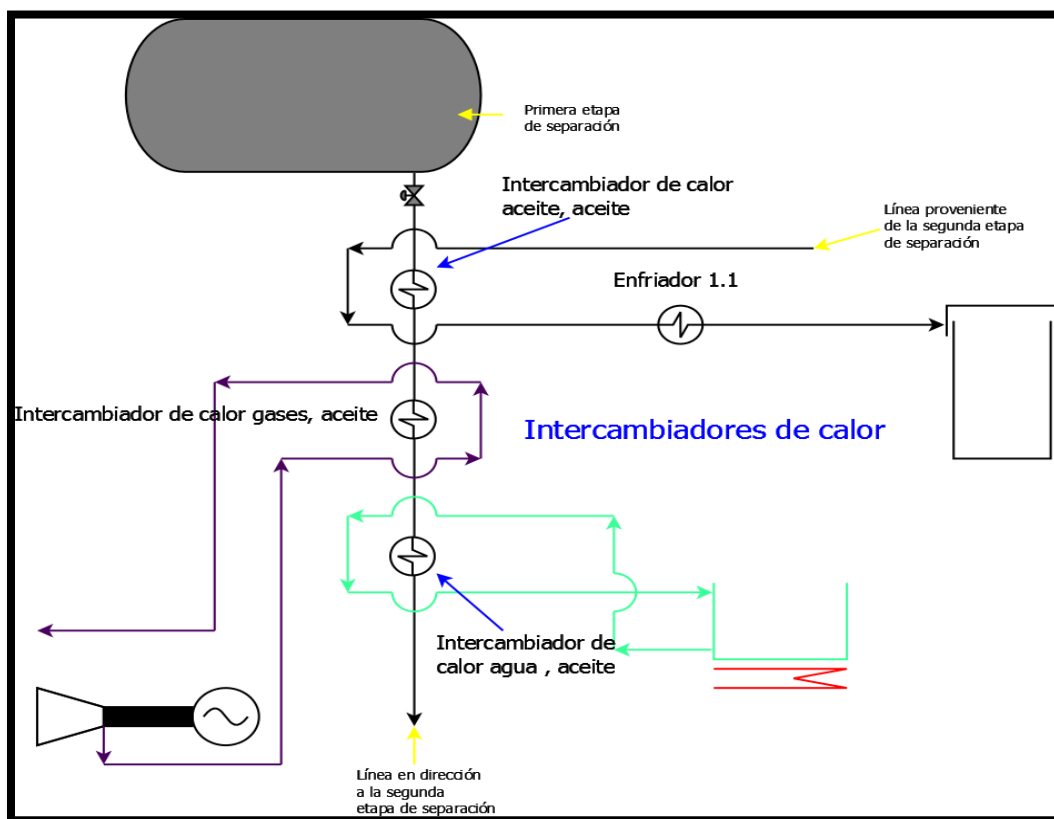 Primera etapa
de separación
Intercambiador de calor
aceite, aceite
Línea proveniente
de la segunda etapa
de separación
Enfriador 1.1
Intercambiador de calor gases, aceite
Intercambiadores de calor
Intercambiador de
calor agua , aceite
Línea en dirección
a la segunda
etapa de separación